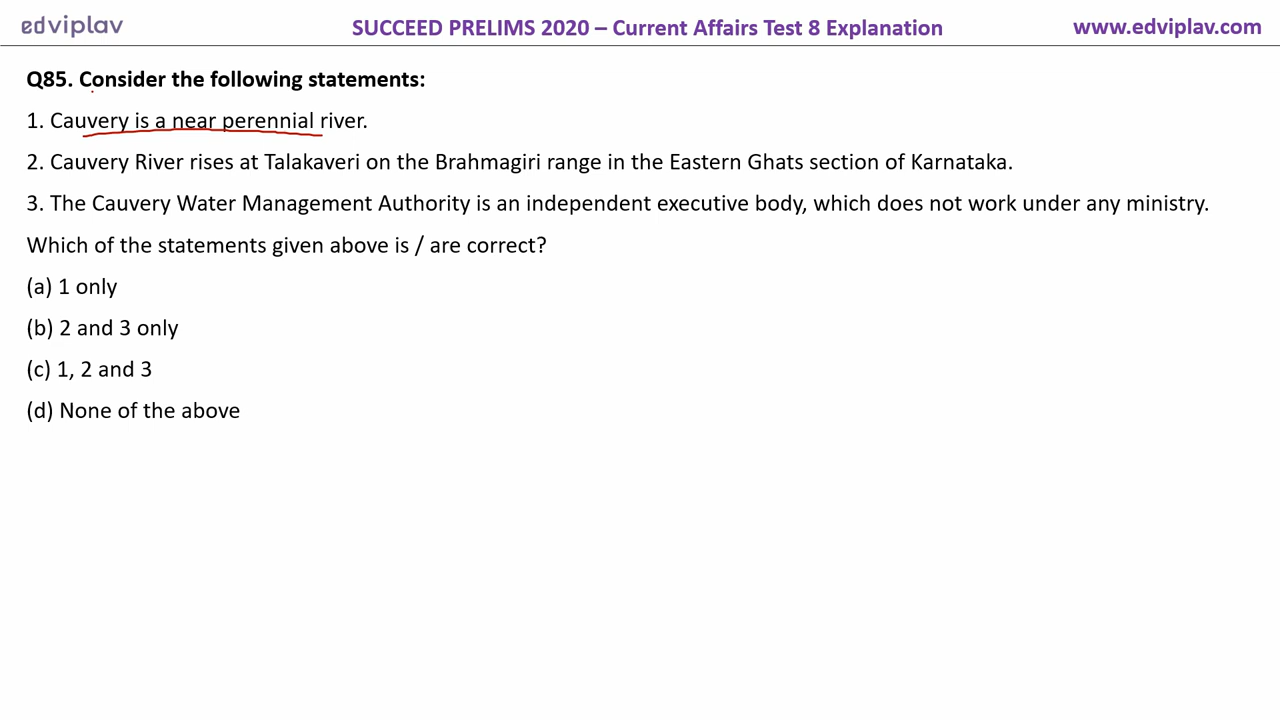 edviplav
SUCCEED PRELIMS 2020 – Current Affairs Test 8 Explanation
www.edviplav.com
Q85. Consider the following statements:
1. Cauvery is a near perennial river.
2. Cauvery River rises at Talakaveri on the Brahmagiri range in the Eastern Ghats section of Karnataka.
3. The Cauvery Water Management Authority is an independent executive body, which does not work under any ministry.
Which of the statements given above is / are correct?
(a) 1 only
(b) 2 and 3 only
(c) 1, 2 and 3
(d) None of the above